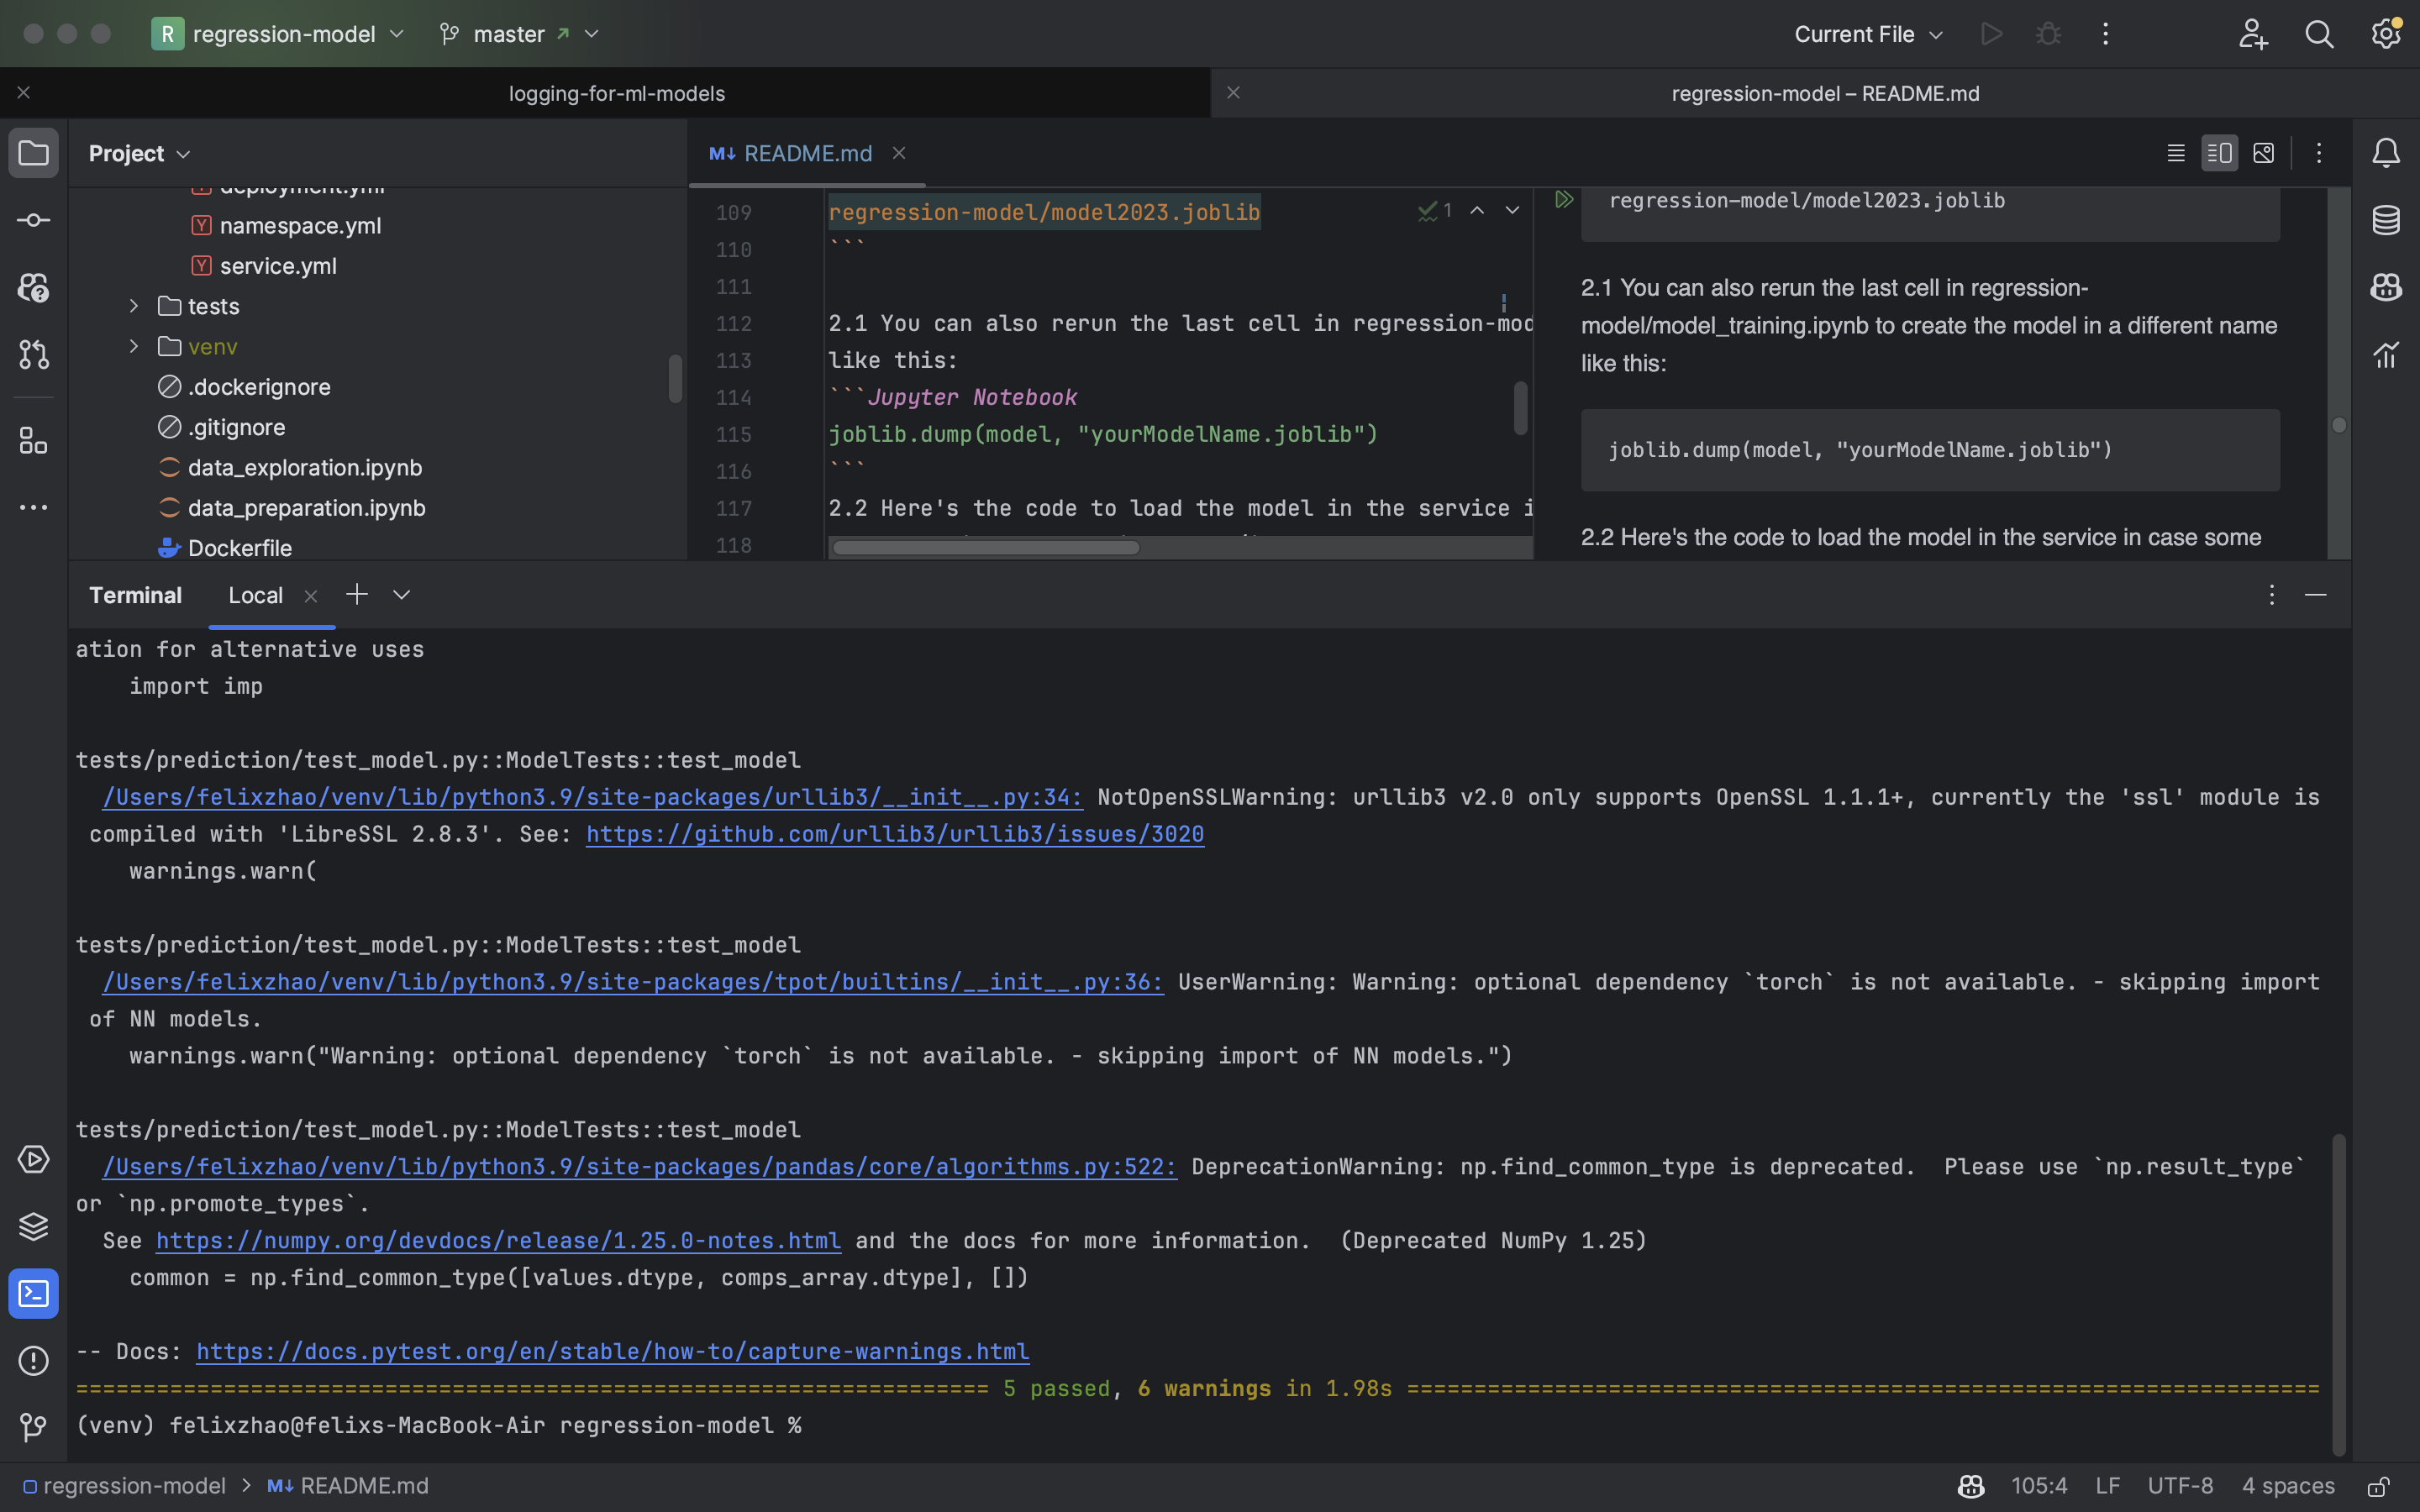 R regression-model master Current File
logging-for-ml-models regression-model – README.md
Project
deployment.yml
namespace.yml
service.yml
tests
venv
.dockerignore
.gitignore
data_exploration.ipynb
data_preparation.ipynb
Dockerfile
M↓ README.md
109 regression-model/model2023.joblib 1
110 ```
111
112 2.1 You can also rerun the last cell in regression-mod
113 like this:
114 ```Jupyter Notebook
115 joblib.dump(model, "yourModelName.joblib")
116 ```
117 2.2 Here's the code to load the model in the service i
118
regression-model/model2023.joblib
2.1 You can also rerun the last cell in regression-
model/model_training.ipynb to create the model in a different name
like this:
joblib.dump(model, "yourModelName.joblib")
2.2 Here's the code to load the model in the service in case some
Terminal Local
ation for alternative uses
import imp
tests/prediction/test_model.py::ModelTests::test_model
/Users/felixzhao/venv/lib/python3.9/site-packages/urllib3/__init__.py:34: NotOpenSSLWarning: urllib3 v2.0 only supports OpenSSL 1.1.1+, currently the 'ssl' module is
compiled with 'LibreSSL 2.8.3'. See: https://github.com/urllib3/urllib3/issues/3020
warnings.warn(
tests/prediction/test_model.py::ModelTests::test_model
/Users/felixzhao/venv/lib/python3.9/site-packages/tpot/builtins/__init__.py:36: UserWarning: Warning: optional dependency `torch` is not available. - skipping import
of NN models.
warnings.warn("Warning: optional dependency `torch` is not available. - skipping import of NN models.")
tests/prediction/test_model.py::ModelTests::test_model
/Users/felixzhao/venv/lib/python3.9/site-packages/pandas/core/algorithms.py:522: DeprecationWarning: np.find_common_type is deprecated.  Please use `np.result_type`
or `np.promote_types`.
See https://numpy.org/devdocs/release/1.25.0-notes.html and the docs for more information.  (Deprecated NumPy 1.25)
common = np.find_common_type([values.dtype, comps_array.dtype], [])
-- Docs: https://docs.pytest.org/en/stable/how-to/capture-warnings.html
==================================================================== 5 passed, 6 warnings in 1.98s ====================================================================
(venv) felixzhao@felixs-MacBook-Air regression-model %
regression-model > M↓ README.md 105:4 LF UTF-8 4 spaces